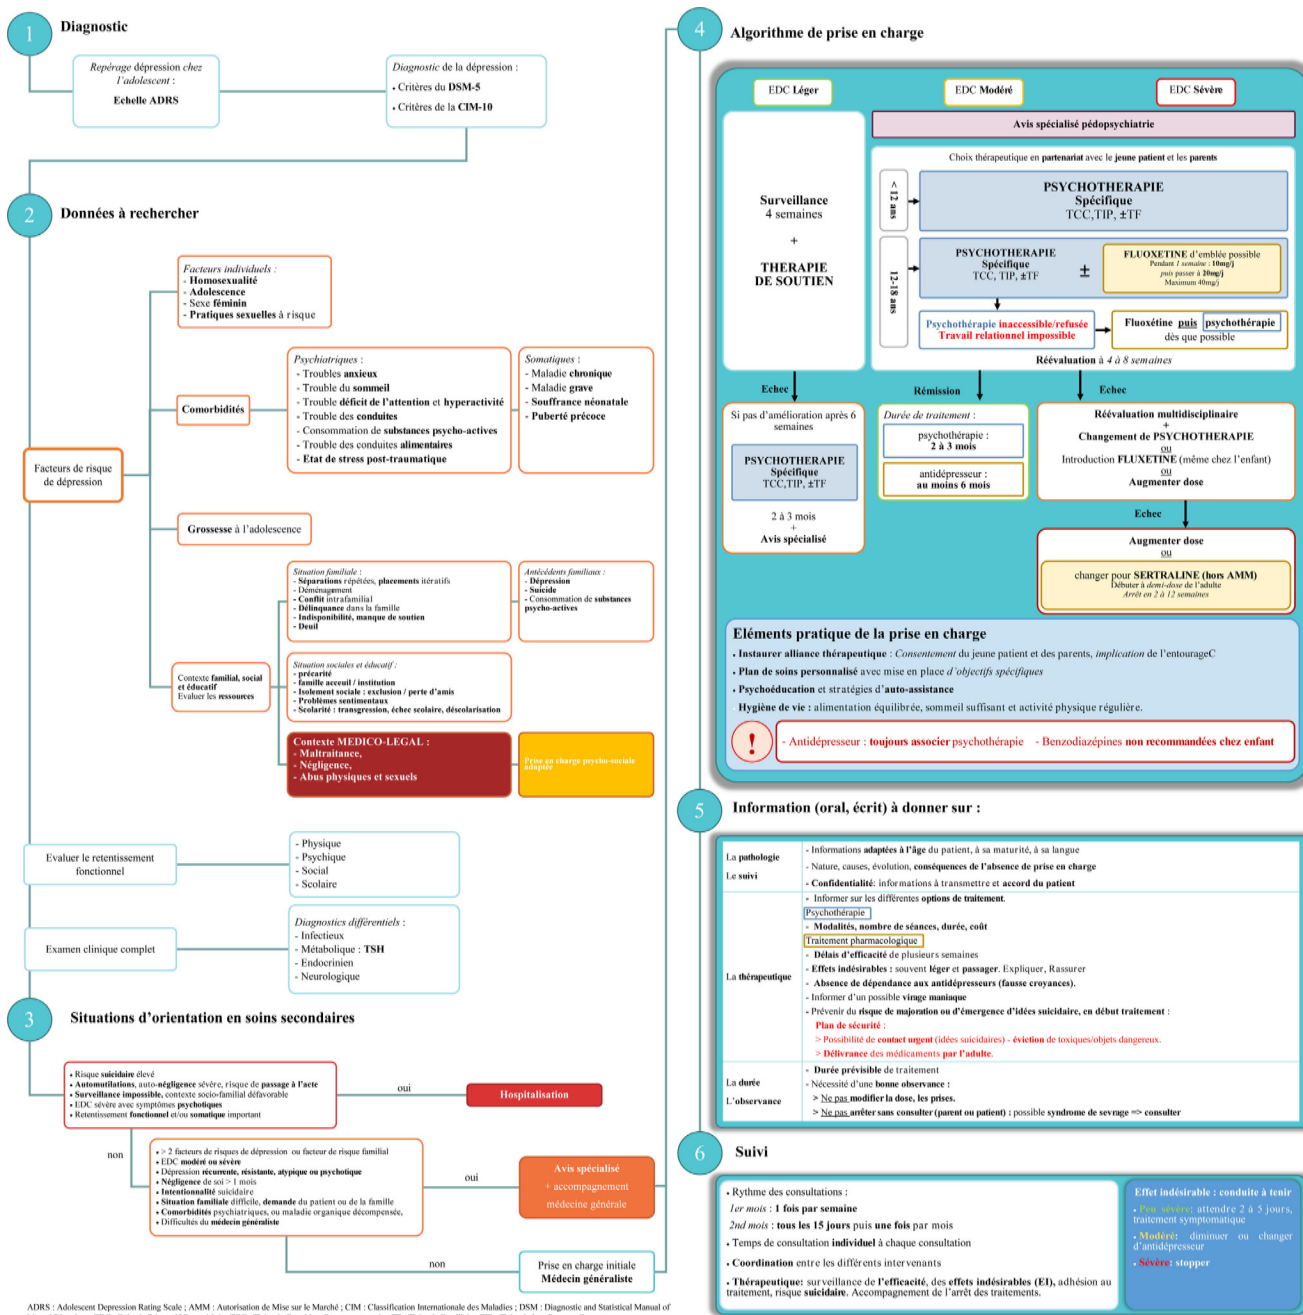 1
Diagnostic
Repérage dépression chez
l'adolescent :
Echelle ADRS
Diagnostic de la dépression :
• Critères du DSM-5
• Critères de la CIM-10
2
Données à rechercher
Facteurs de risque
de dépression
Facteurs individuels :
- Homosexualité
- Adolescence
- Sexe féminin
- Pratiques sexuelles à risque
Comorbidités
Psychiatriques :
- Troubles anxieux
- Trouble du sommeil
- Trouble déficit de l'attention et hyperactivité
- Trouble des conduites
- Consommation de substances psycho-actives
- Trouble des conduites alimentaires
- Etat de stress post-traumatique
Somatiques :
- Maladie chronique
- Maladie grave
- Souffrance néonatale
- Puberté précoce
Grossesse à l'adolescence
Contexte familial, social
et éducatif
Evaluer les ressources
Situation familiale :
- Séparations répétées, placements itératifs
- Déménagement
- Conflit intrafamilial
- Délinquance dans la famille
- Indisponibilité, manque de soutien
- Deuil
Antécédents familiaux :
- Dépression
- Suicide
- Consommation de substances
psycho-actives
Situation sociales et éducatif :
- précarité
- famille acceuil / institution
- Isolement sociale : exclusion / perte d'amis
- Problèmes sentimentaux
- Scolarité : transgression, échec scolaire, déscolarisation
Contexte MEDICO-LEGAL :
- Maltraitance,
- Négligence,
- Abus physiques et sexuels
Prise en charge psycho-sociale
adaptée
Evaluer le retentissement
fonctionnel
- Physique
- Psychique
- Social
- Scolaire
Examen clinique complet
Diagnostics différentiels :
- Infectieux
- Métabolique : TSH
- Endocrinien
- Neurologique
3
Situations d'orientation en soins secondaires
• Risque suicidaire élevé
• Automutilations, auto-négligence sévère, risque de passage à l'acte
• Surveillance impossible, contexte socio-familial défavorable
• EDC sévère avec symptômes psychotiques
• Retentissement fonctionnel et/ou somatique important
oui
Hospitalisation
non
• > 2 facteurs de risques de dépression ou facteur de risque familial
• EDC modéré ou sévère
• Dépression récurrente, résistante, atypique ou psychotique
• Négligence de soi > 1 mois
• Intentionnalité suicidaire
• Situation familiale difficile, demande du patient ou de la famille
• Comorbidités psychiatriques, ou maladie organique décompensée,
• Difficultés du médecin généraliste
oui
Avis spécialisé
+ accompagnement
médecine générale
non
Prise en charge initiale
Médecin généraliste
ADRS : Adolescent Depression Rating Scale ; AMM : Autorisation de Mise sur le Marché ; CIM : Classification Internationale des Maladies ; DSM : Diagnostic and Statistical Manual of
4
Algorithme de prise en charge
EDC Léger
EDC Modéré
EDC Sévère
Avis spécialisé pédopsychiatrie
Surveillance
4 semaines
+
THERAPIE
DE SOUTIEN
Choix thérapeutique en partenariat avec le jeune patient et les parents
< 12 ans
PSYCHOTHERAPIE
Spécifique
TCC,TIP, ±TF
12-18 ans
PSYCHOTHERAPIE
Spécifique
TCC, TIP, ±TF
±
FLUOXETINE d'emblée possible
Pendant 1 semaine : 10mg/j
puis passer à 20mg/j
Maximum 40mg/j
Psychothérapie inaccessible/refusée
Travail relationnel impossible
Fluoxétine puis psychothérapie
dès que possible
Réévaluation à 4 à 8 semaines
Echec
Rémission
Echec
Si pas d'amélioration après 6
semaines
PSYCHOTHERAPIE
Spécifique
TCC,TIP, ±TF
2 à 3 mois
+
Avis spécialisé
Durée de traitement :
psychothérapie :
2 à 3 mois
antidépresseur :
au moins 6 mois
Réévaluation multidisciplinaire
+
Changement de PSYCHOTHERAPIE
ou
Introduction FLUXETINE (même chez l'enfant)
ou
Augmenter dose
Echec
Augmenter dose
ou
changer pour SERTRALINE (hors AMM)
Débuter à demi-dose de l'adulte
Arrêt en 2 à 12 semaines
Eléments pratique de la prise en charge
• Instaurer alliance thérapeutique : Consentement du jeune patient et des parents, implication de l'entourageC
• Plan de soins personnalisé avec mise en place d'objectifs spécifiques
• Psychoéducation et stratégies d'auto-assistance
Hygiène de vie : alimentation équilibrée, sommeil suffisant et activité physique régulière.
!
- Antidépresseur : toujours associer psychothérapie - Benzodiazépines non recommandées chez enfant
5
Information (oral, écrit) à donner sur :
La pathologie
Le suivi
- Informations adaptées à l'âge du patient, à sa maturité, à sa langue
- Nature, causes, évolution, conséquences de l'absence de prise en charge
- Confidentialité: informations à transmettre et accord du patient
La thérapeutique
- Informer sur les différentes options de traitement.
Psychothérapie
- Modalités, nombre de séances, durée, coût
Traitement pharmacologique
- Délais d'efficacité de plusieurs semaines
- Effets indésirables : souvent léger et passager. Expliquer, Rassurer
- Absence de dépendance aux antidépresseurs (fausse croyances).
- Informer d'un possible virage maniaque
- Prévenir du risque de majoration ou d'émergence d'idées suicidaire, en début traitement :
Plan de sécurité :
> Possibilité de contact urgent (idées suicidaires) - éviction de toxiques/objets dangereux.
> Délivrance des médicaments par l'adulte.
La durée
L'observance
- Durée prévisible de traitement
- Nécessité d'une bonne observance :
> Ne pas modifier la dose, les prises.
> Ne pas arrêter sans consulter (parent ou patient) : possible syndrome de sevrage => consulter
6
Suivi
• Rythme des consultations :
1er mois : 1 fois par semaine
2nd mois : tous les 15 jours puis une fois par mois
• Temps de consultation individuel à chaque consultation
• Coordination entre les différents intervenants
• Thérapeutique: surveillance de l'efficacité, des effets indésirables (EI), adhésion au
traitement, risque suicidaire. Accompagnement de l'arrêt des traitements.
Effet indésirable : conduite à tenir
• Peu sévère: attendre 2 à 5 jours,
traitement symptomatique
• Modéré: diminuer ou changer
d'antidépresseur
• Sévère: stopper